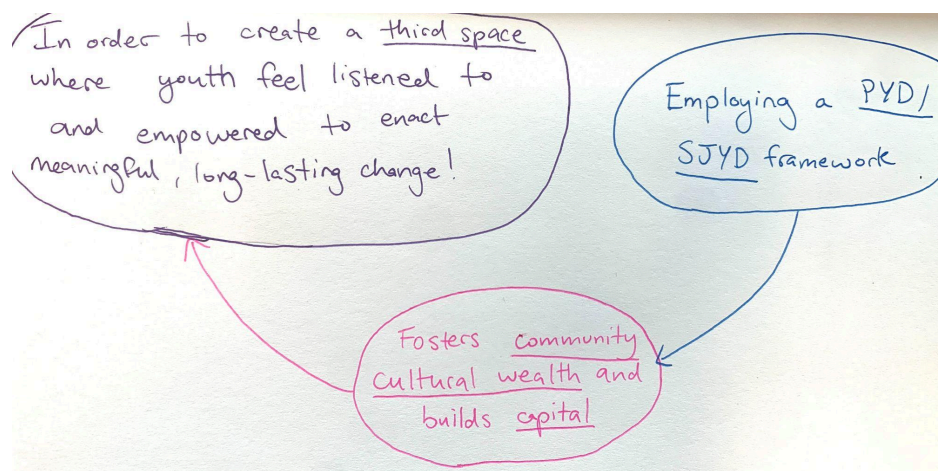 In order to create a third space
where youth feel listened to
and empowered to enact
meaningful, long-lasting change!
Employing a PYD/
SJYD framework
Fosters community
cultural wealth and
builds capital